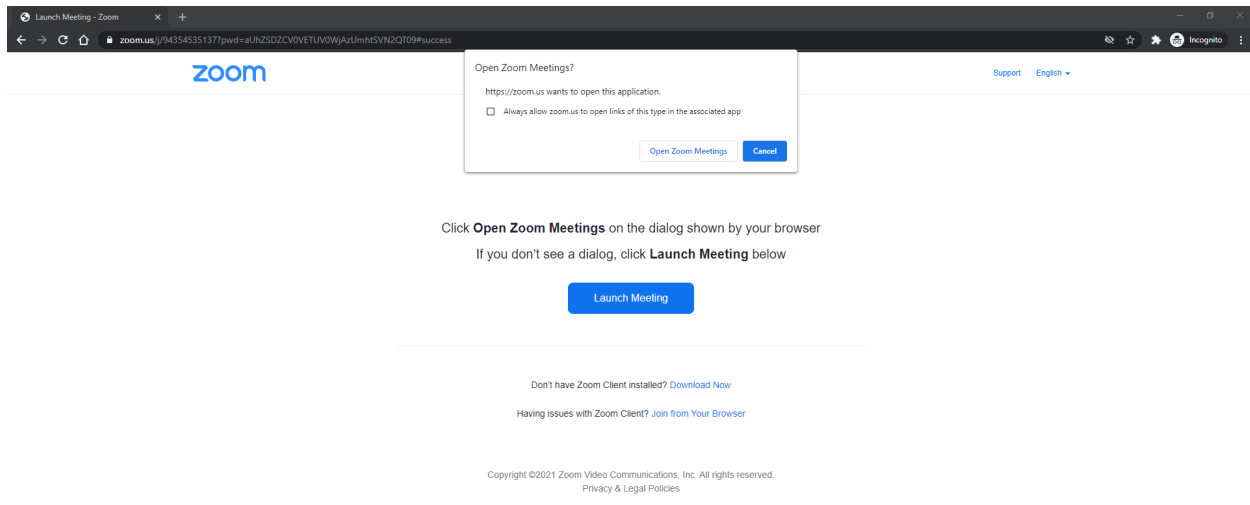 Launch Meeting - Zoom
zoom.us/j/94354535137?pwd=aUhZSDZCV0VETUV0WjAzUmhtSVN2QT09#success
Incognito
zoom
Support English
Open Zoom Meetings?
https://zoom.us wants to open this application.
Always allow zoom.us to open links of this type in the associated app
Open Zoom Meetings Cancel
Click Open Zoom Meetings on the dialog shown by your browser
If you don't see a dialog, click Launch Meeting below
Launch Meeting
Don't have Zoom Client installed? Download Now
Having issues with Zoom Client? Join from Your Browser
Copyright ©2021 Zoom Video Communications, Inc. All rights reserved.
Privacy & Legal Policies